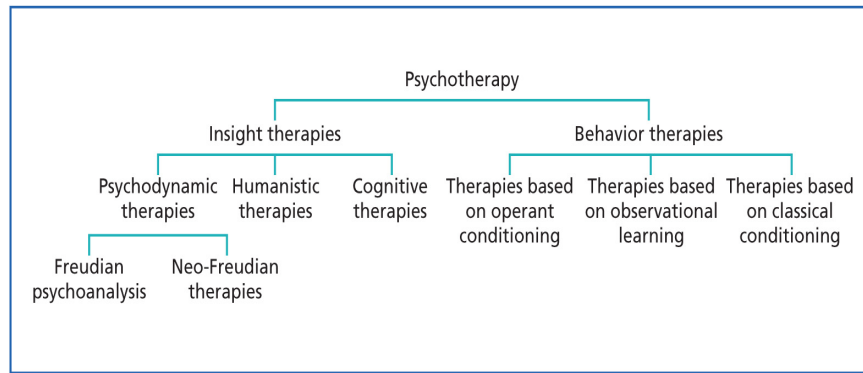 Psychotherapy
Insight therapies
Behavior therapies
Psychodynamic
therapies
Humanistic
therapies
Cognitive
therapies
Therapies based
on operant
conditioning
Therapies based
on observational
learning
Therapies based
on classical
conditioning
Freudian
psychoanalysis
Neo-Freudian
therapies